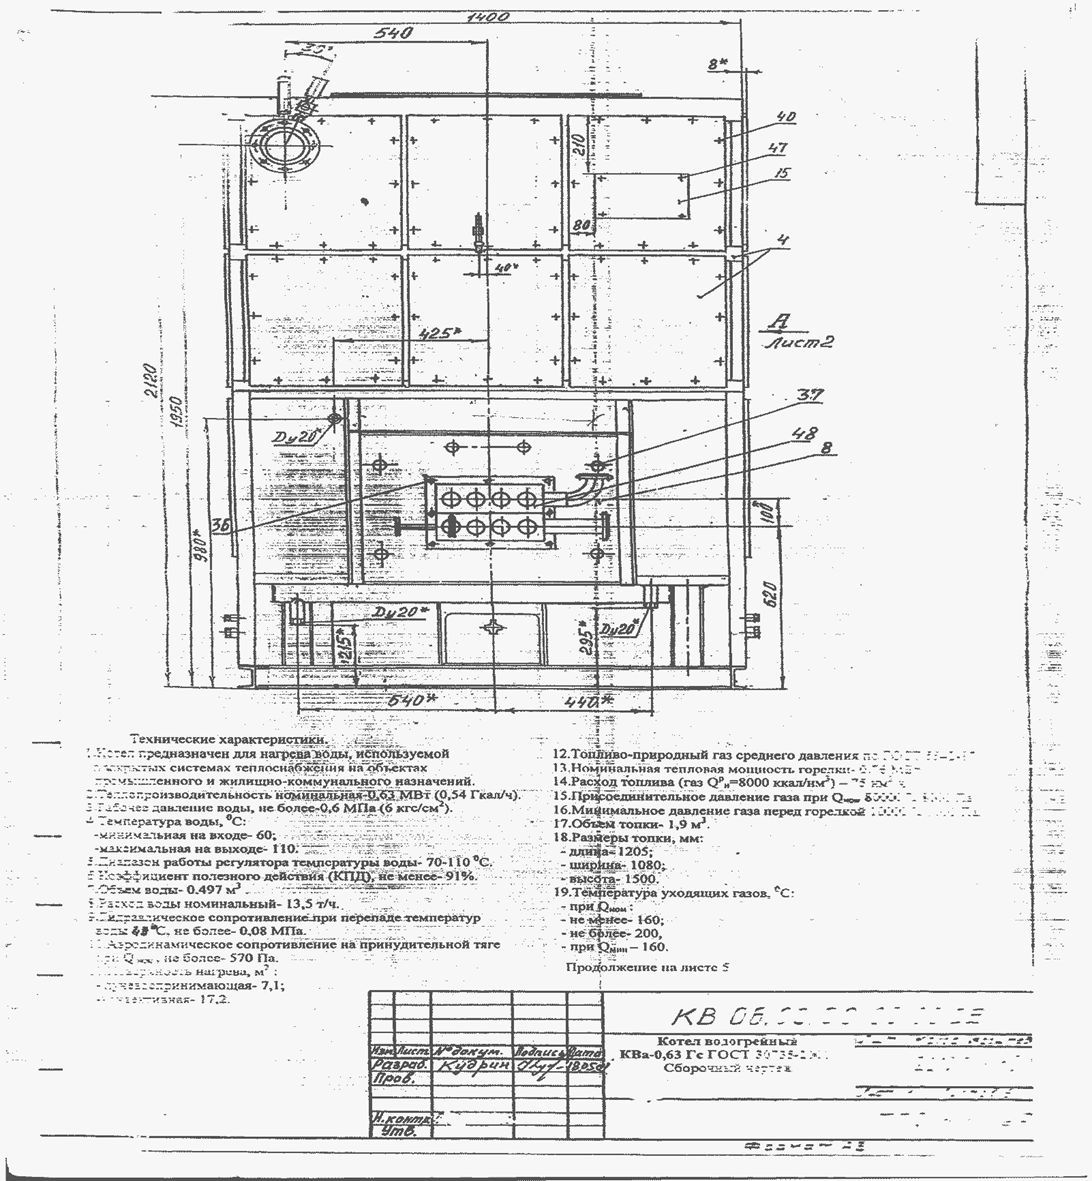 1400
540
35°
8*
40
210
47
15
80
4
40*
425*
А
Лист 2
2120
1950
37
Dy20*
48
8
36
980*
100*
620
Dy20*
Dy20*
1215*
295*
540*
440*
Технические характеристики.
1.Котел предназначен для нагрева воды, используемой
в закрытых системах теплоснабжения на объектах
промышленного и жилищно-коммунального назначений.
2.Теплопроизводительность номинальная-0,63 МВт (0,54 Гкал/ч).
3.Рабочее давление воды, не более-0,6 МПа (6 кгс/см²).
4.Температура воды, °С:
-минимальная на входе- 60;
-максимальная на выходе- 110.
5.Диапазон работы регулятора температуры воды- 70-110 °С.
6.Коэффициент полезного действия (КПД), не менее- 91%.
7.Объем воды- 0.497 м³
8.Расход воды номинальный- 13,5 т/ч.
9.Гидравлическое сопротивление при перепаде температур
воды °С, не более- 0,08 МПа.
Аэродинамическое сопротивление на принудительной тяге
при Q ном, не более- 570 Па.
нагрева, м² :
- лучевоспринимающая- 7,1;
- конвективная- 17,2.
12.Топливо-природный газ среднего давления по ГОСТ
13.Номинальная тепловая мощность горелки-
14.Расход топлива (газ Qᴾн=8000 ккал/нм³) – 75 нм³
15.Присоединительное давление газа при Qном
16.Минимальное давление газа перед горелкой
17.Объем топки- 1,9 м³.
18.Размеры топки, мм:
- длина- 1205;
- ширина- 1080;
- высота- 1500.
19.Температура уходящих газов, °С:
- при Qном :
- не менее- 160;
- не более- 200,
- при Qмин – 160.
Продолжение на листе 5
КВ 06.
Котел водогрейный
КВа-0,63 Гс ГОСТ 30735-
Сборочный чертеж
Изм. Лист № докум. Подпись Дата
Разраб. Кудрин
Пров.
Н.контр.
Утв.
Формат